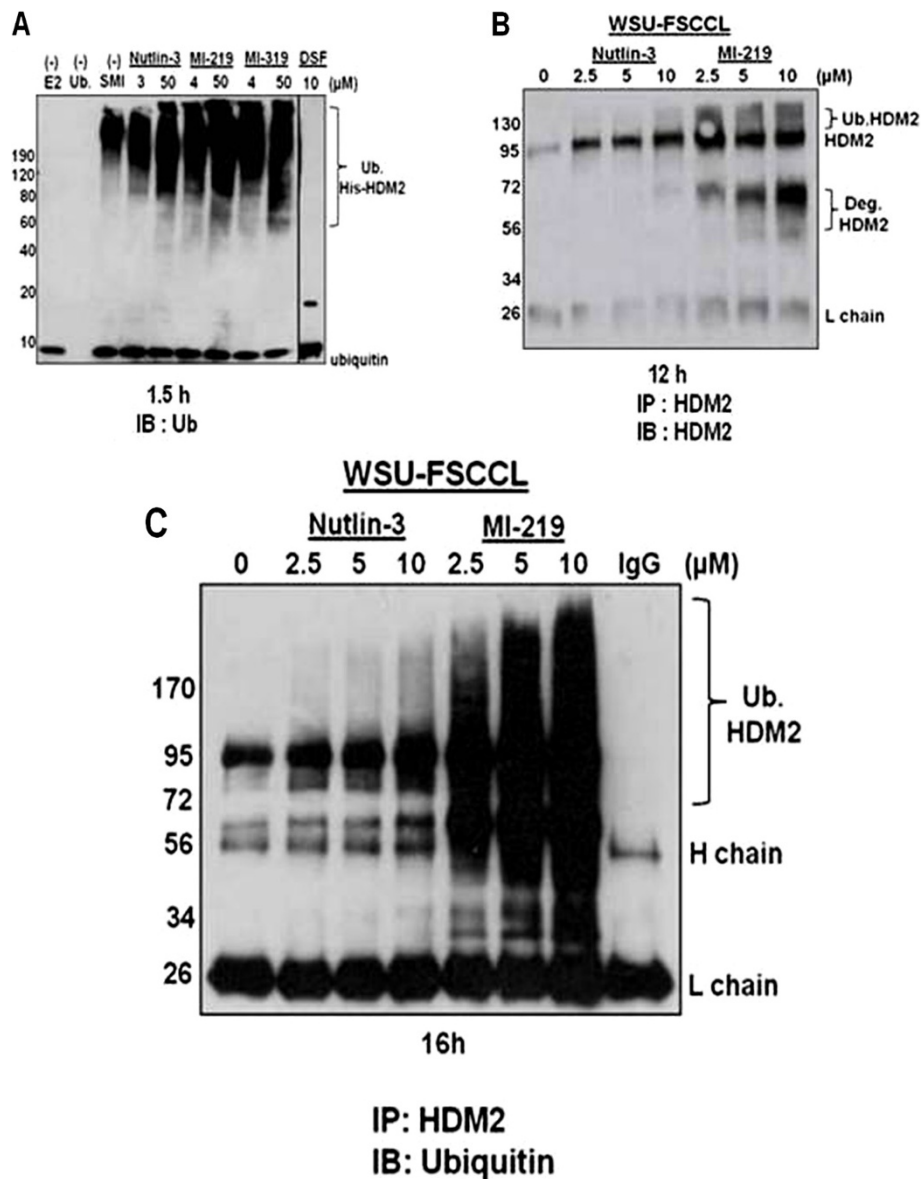 A
(-) (-) (-) Nutlin-3 MI-219 MI-319 DSF
E2 Ub. SMI 3 50 4 50 4 50 10 (µM)
190
120
80
60
40
20
10
Ub.
His-HDM2
ubiquitin
1.5 h
IB : Ub
B
WSU-FSCCL
Nutlin-3 MI-219
0 2.5 5 10 2.5 5 10 (µM)
130
95
72
56
34
26
Ub.HDM2
HDM2
Deg.
HDM2
L chain
12 h
IP : HDM2
IB : HDM2
C
WSU-FSCCL
Nutlin-3 MI-219
0 2.5 5 10 2.5 5 10 IgG (µM)
170
95
72
56
34
26
Ub.
HDM2
H chain
L chain
16h
IP: HDM2
IB: Ubiquitin